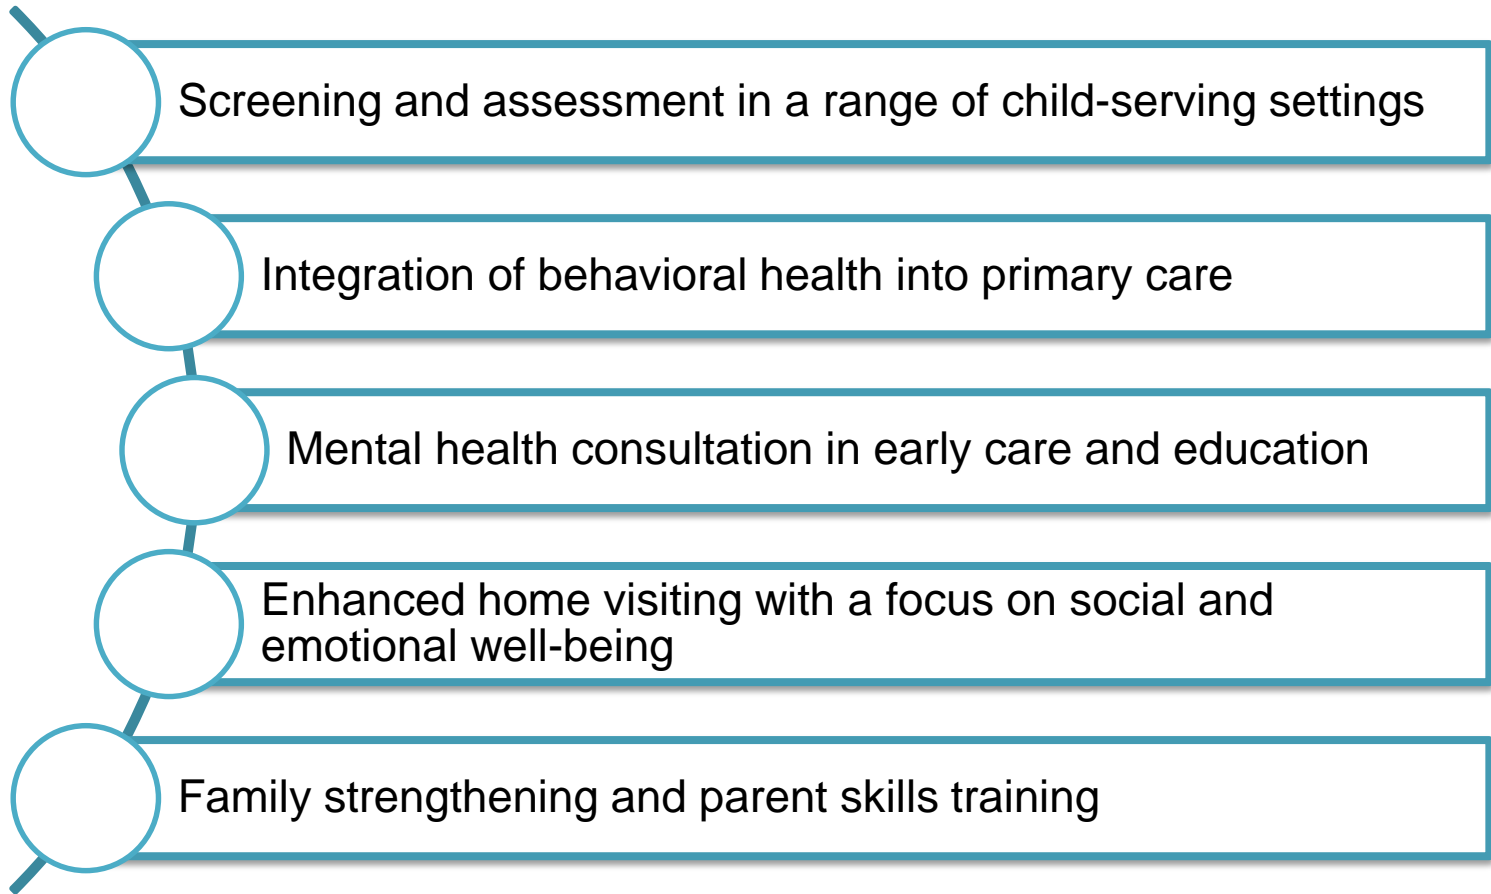 Screening and assessment in a range of child-serving settings
Integration of behavioral health into primary care
Mental health consultation in early care and education
Enhanced home visiting with a focus on social and
emotional well-being
Family strengthening and parent skills training